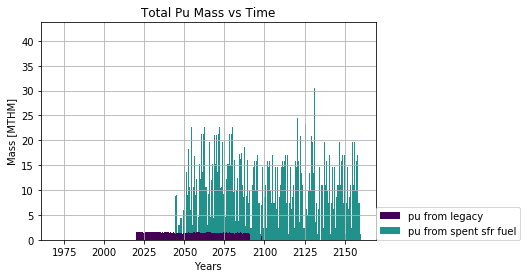 Total Pu Mass vs Time
Mass [MTHM]
40
35
30
25
20
15
10
5
0
1975 2000 2025 2050 2075 2100 2125 2150
Years
pu from legacy
pu from spent sfr fuel